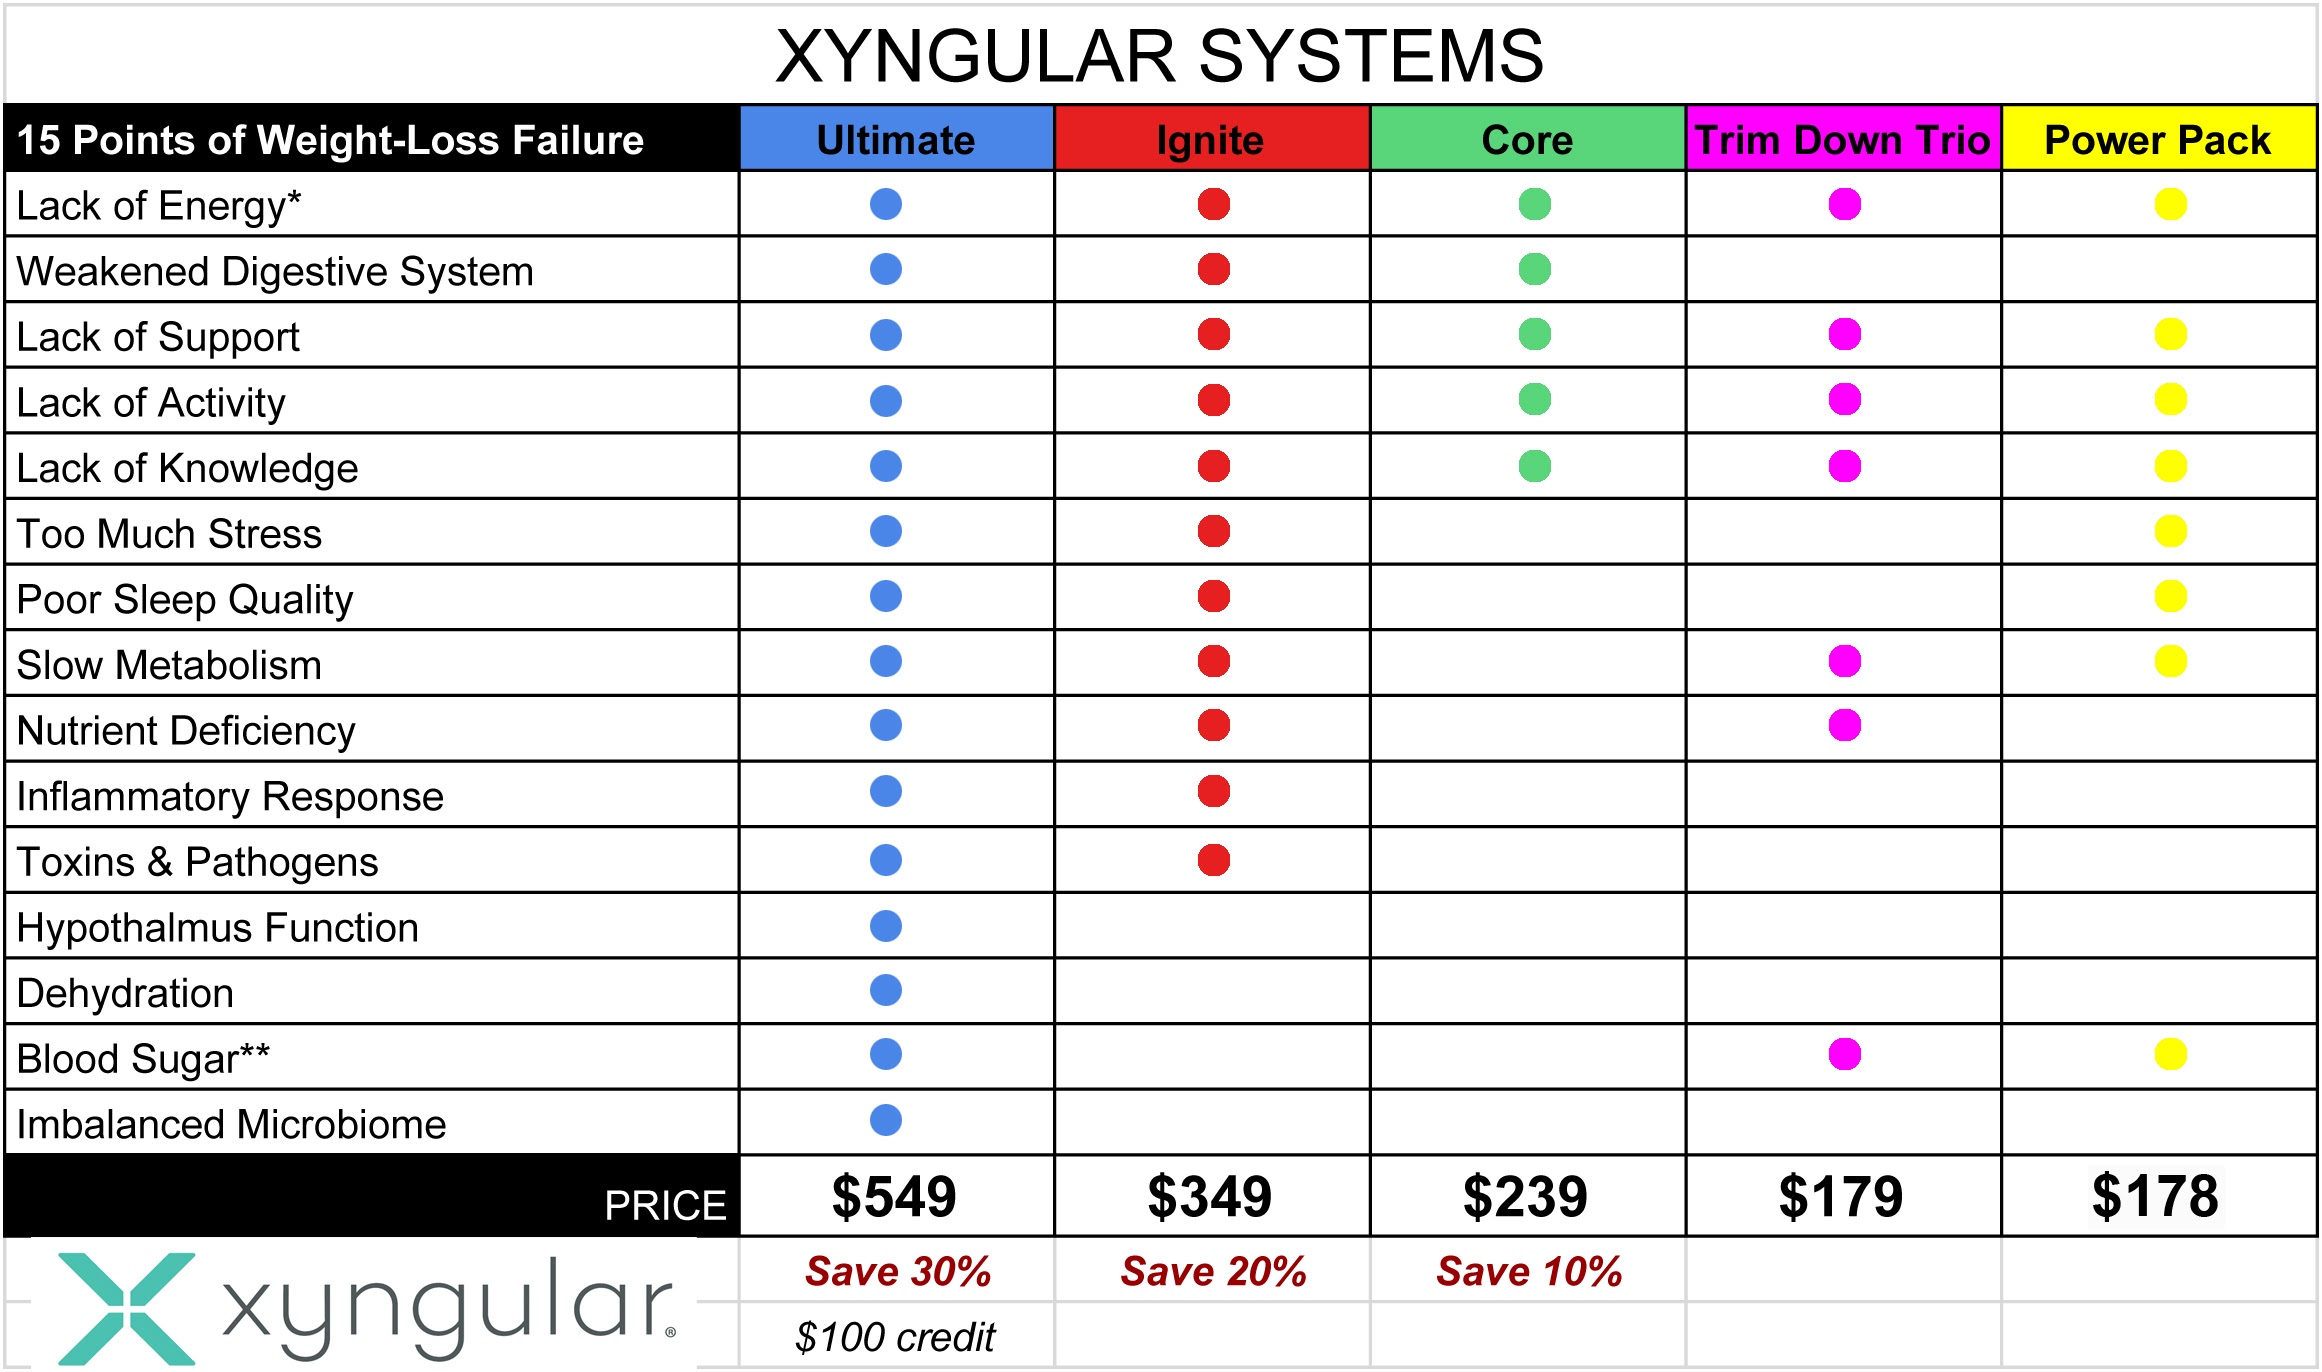 XYNGULAR SYSTEMS
15 Points of Weight-Loss Failure Ultimate Ignite Core Trim Down Trio Power Pack
Lack of Energy*
Weakened Digestive System
Lack of Support
Lack of Activity
Lack of Knowledge
Too Much Stress
Poor Sleep Quality
Slow Metabolism
Nutrient Deficiency
Inflammatory Response
Toxins & Pathogens
Hypothalmus Function
Dehydration
Blood Sugar**
Imbalanced Microbiome
PRICE $549 $349 $239 $179 $178
Save 30% Save 20% Save 10%
xyngular®
$100 credit